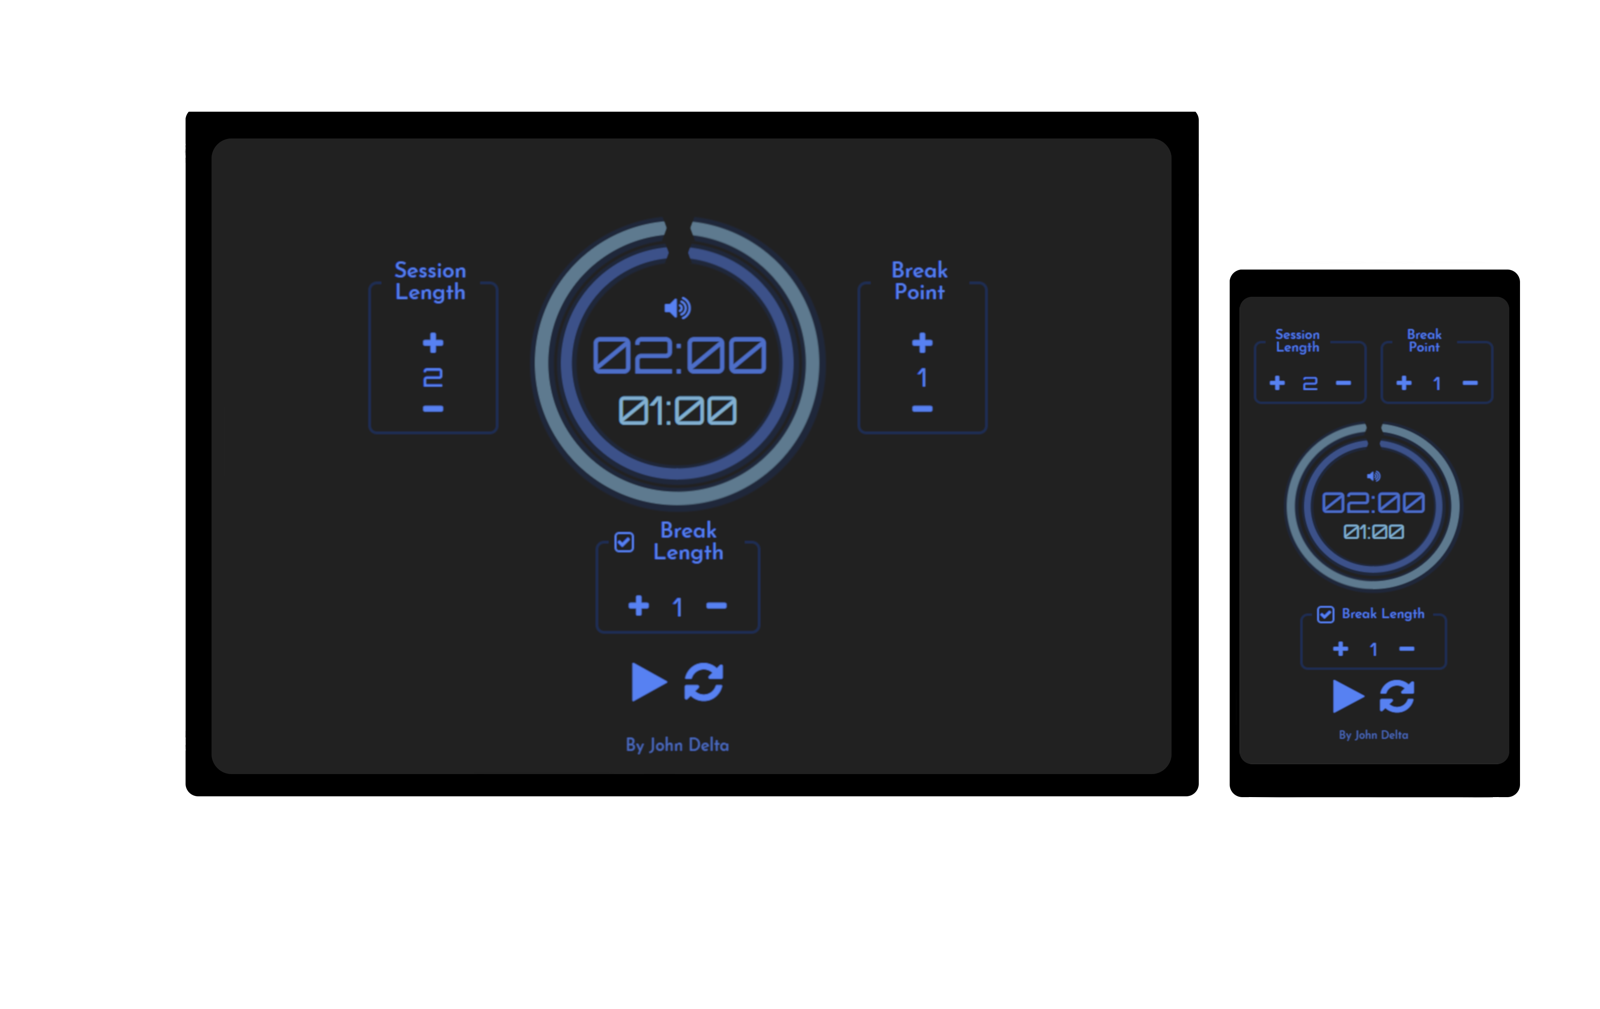 Session
Length
+
2
−
02:00
01:00
Break
Point
+
1
−
Break
Length
+ 1 −
By John Delta
Session
Length
+ 2 −
Break
Point
+ 1 −
02:00
01:00
Break Length
+ 1 −
By John Delta